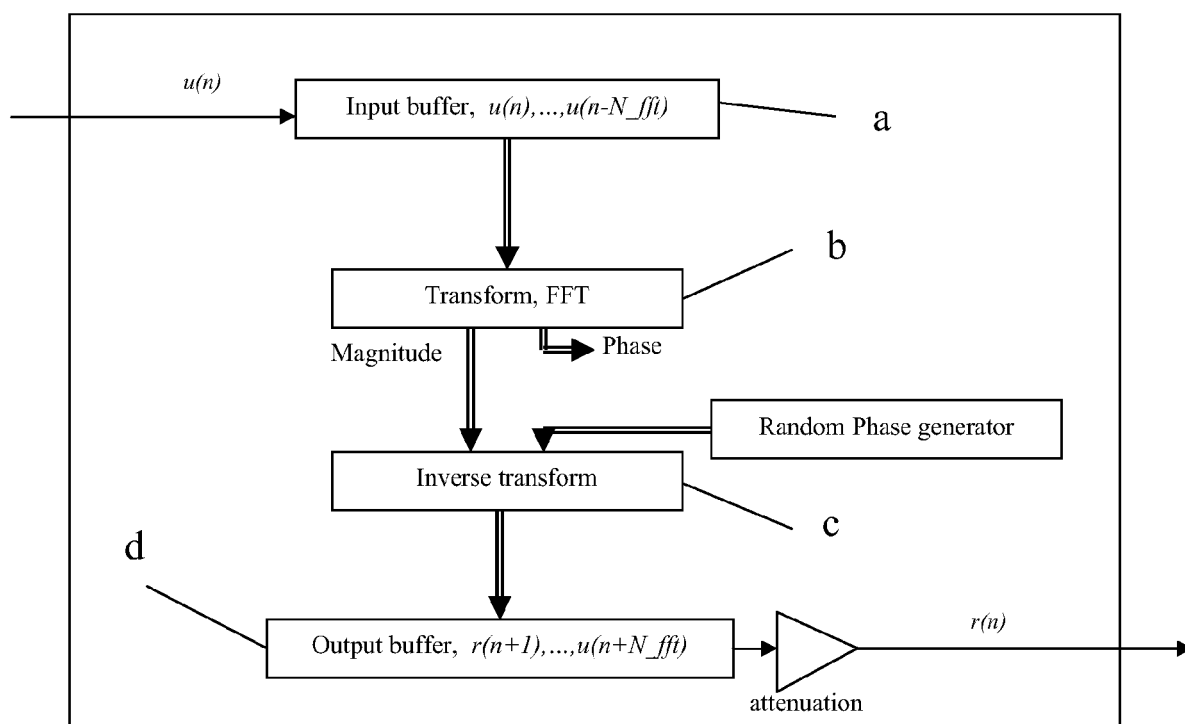 u(n)
Input buffer, u(n),...,u(n-N_fft)
a
b
Transform, FFT
Magnitude
Phase
Random Phase generator
Inverse transform
c
d
Output buffer, r(n+1),...,u(n+N_fft)
r(n)
attenuation